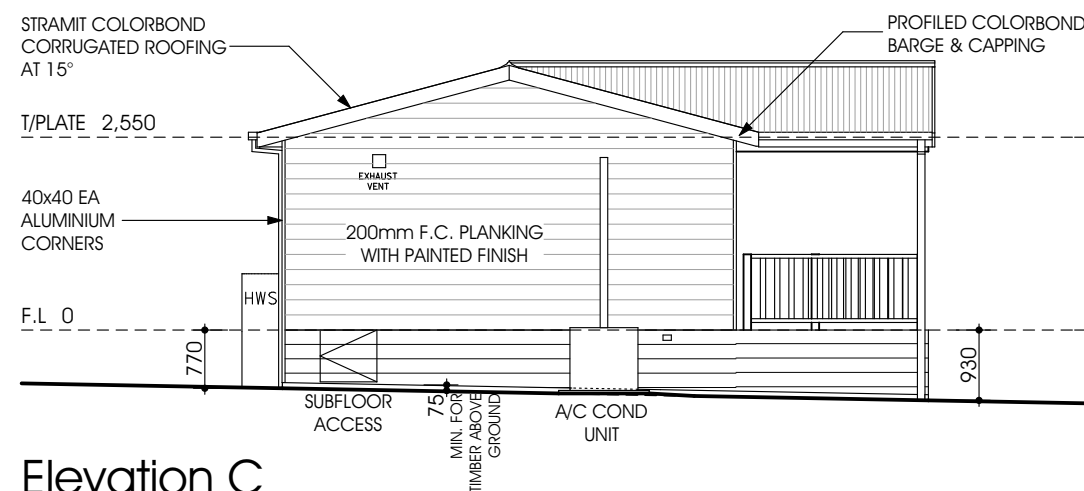 STRAMIT COLORBOND
CORRUGATED ROOFING
AT 15°
PROFILED COLORBOND
BARGE & CAPPING
T/PLATE 2,550
EXHAUST
VENT
40x40 EA
ALUMINIUM
CORNERS
200mm F.C. PLANKING
WITH PAINTED FINISH
HWS
F.L 0
770
930
SUBFLOOR
ACCESS
75
MIN. FOR
TIMBER ABOVE
GROUND
A/C COND
UNIT
Elevation C